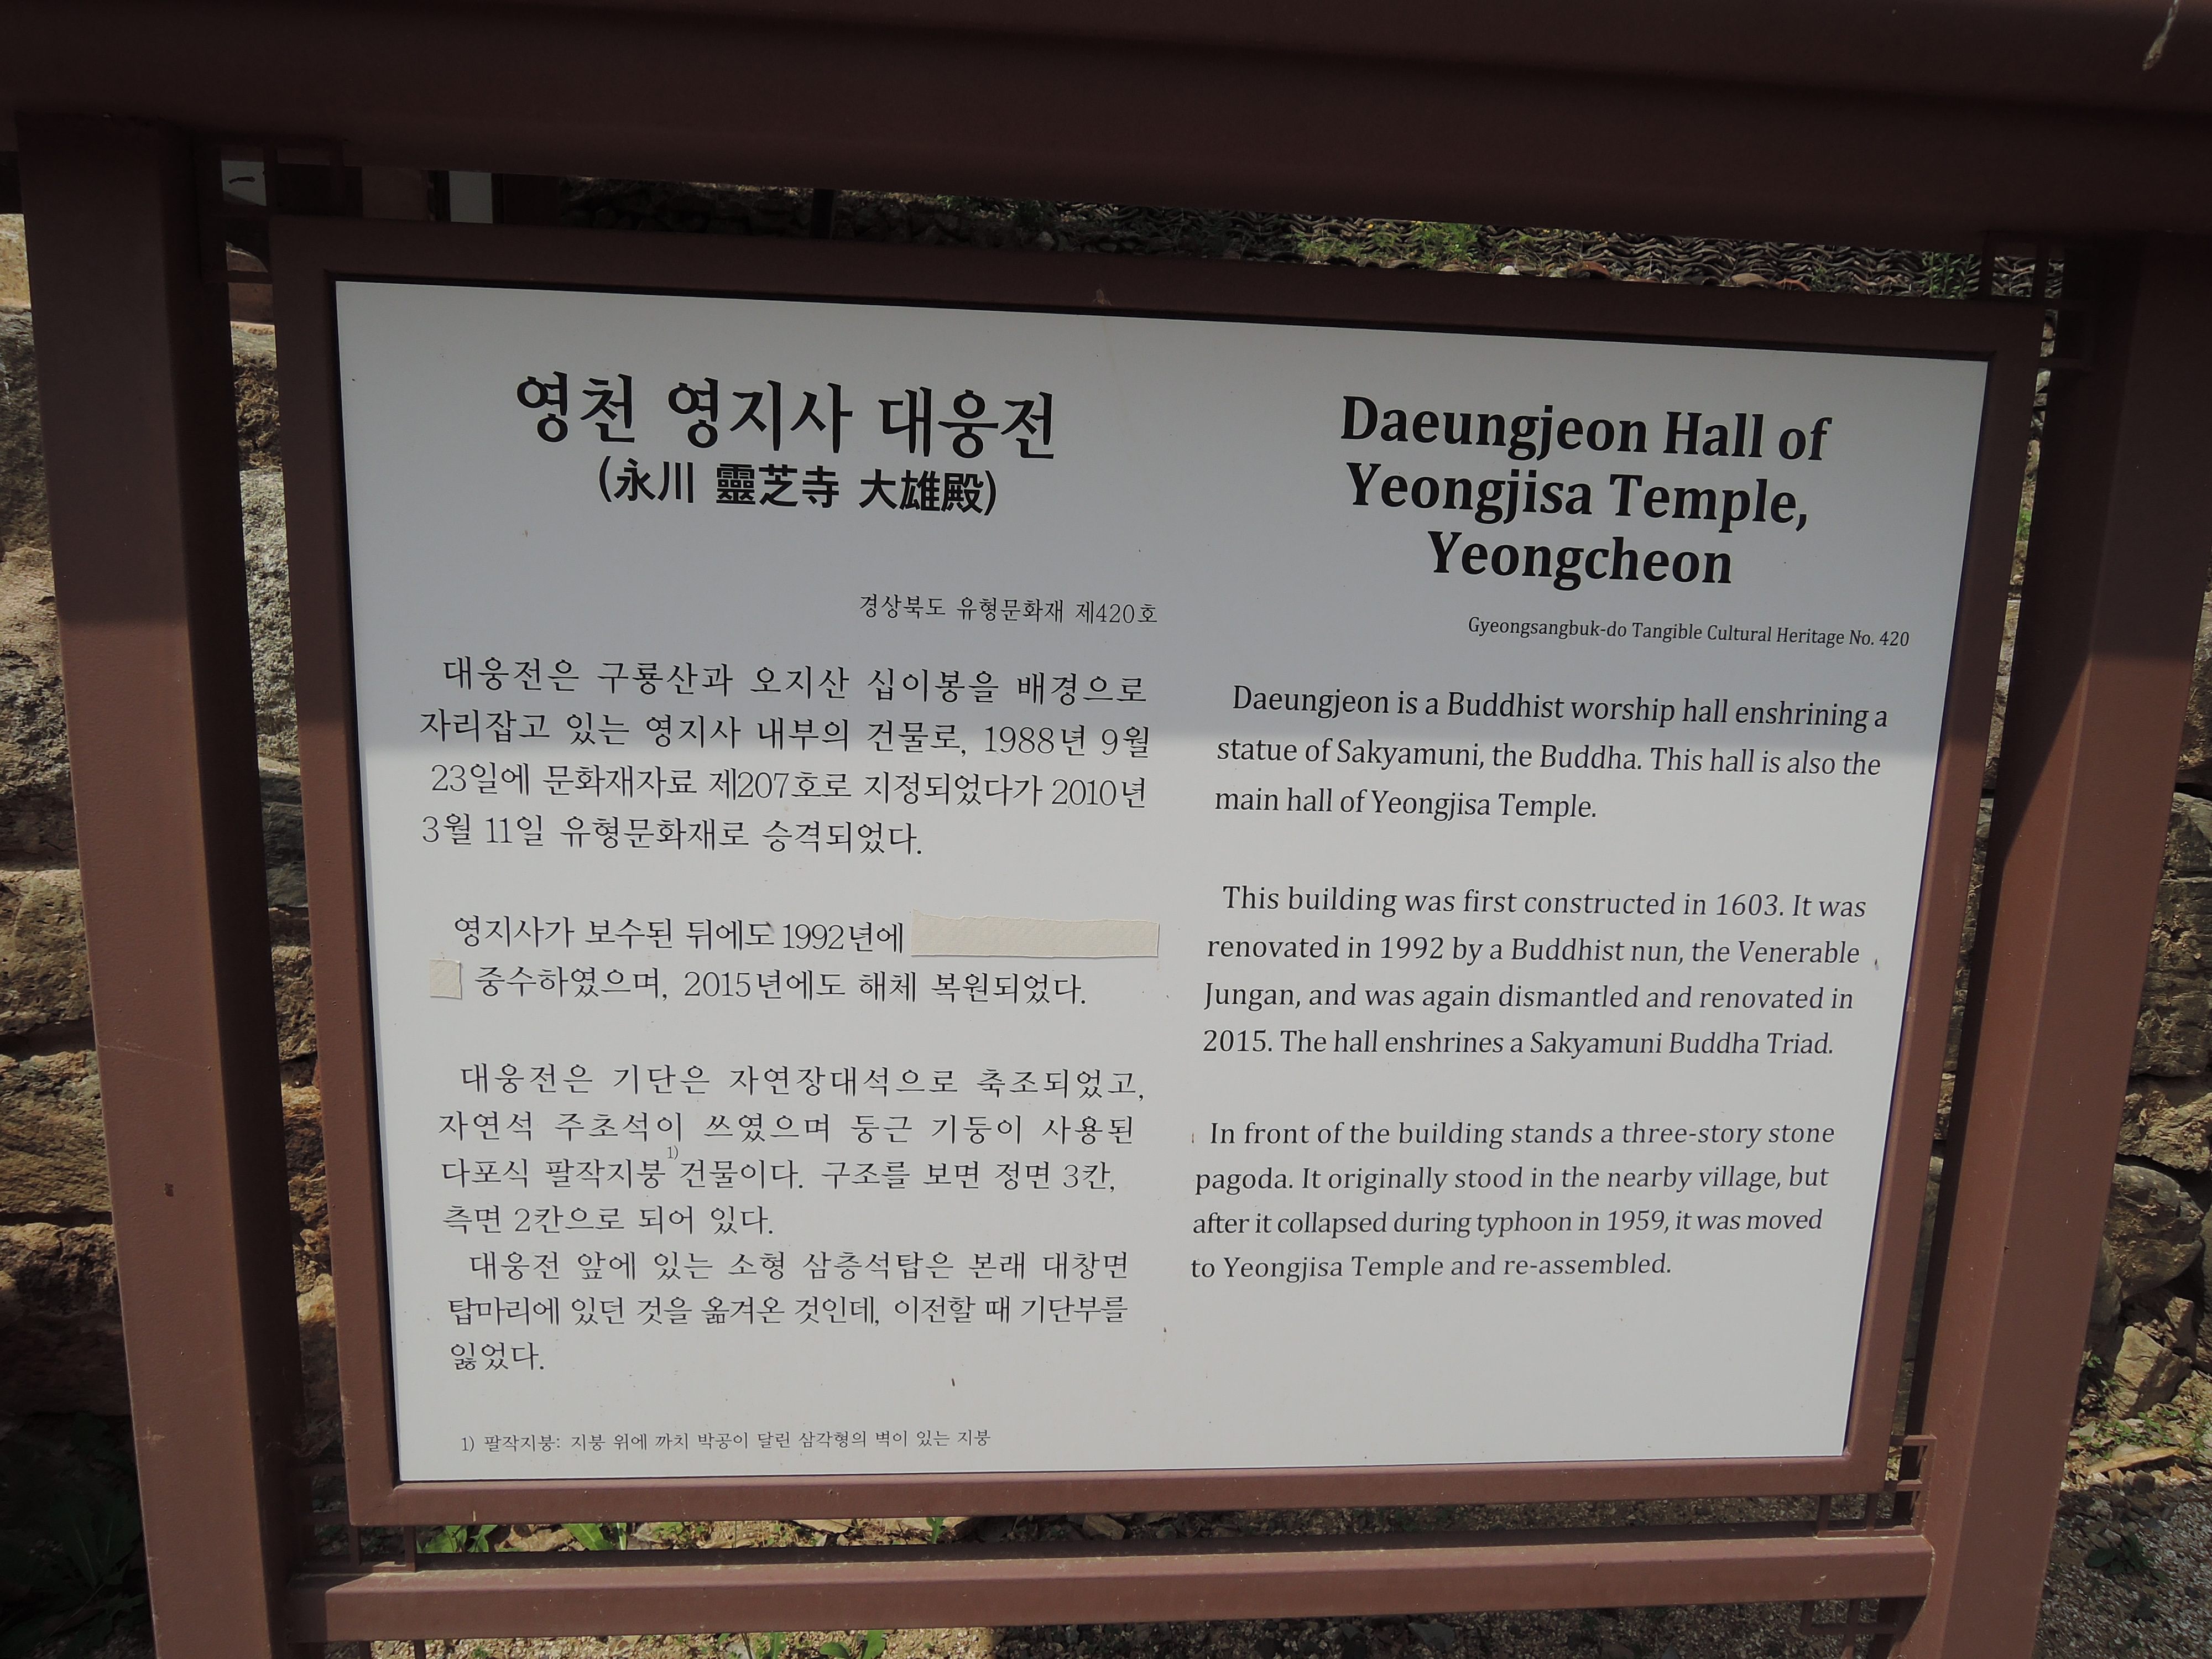 영천 영지사 대웅전
(永川 靈芝寺 大雄殿)
경상북도 유형문화재 제420호
대웅전은 구룡산과 오지산 십이봉을 배경으로
자리잡고 있는 영지사 내부의 건물로, 1988년 9월
23일에 문화재자료 제207호로 지정되었다가 2010년
3월 11일 유형문화재로 승격되었다.
영지사가 보수된 뒤에도 1992년에
중수하였으며, 2015년에도 해체 복원되었다.
대웅전은 기단은 자연장대석으로 축조되었고,
자연석 주초석이 쓰였으며 둥근 기둥이 사용된
다포식 팔작지붕1) 건물이다. 구조를 보면 정면 3칸,
측면 2칸으로 되어 있다.
대웅전 앞에 있는 소형 삼층석탑은 본래 대창면
탑마리에 있던 것을 옮겨온 것인데, 이전할 때 기단부를
잃었다.
1) 팔작지붕: 지붕 위에 까치 박공이 달린 삼각형의 벽이 있는 지붕
Daeungjeon Hall of
Yeongjisa Temple,
Yeongcheon
Gyeongsangbuk-do Tangible Cultural Heritage No. 420
Daeungjeon is a Buddhist worship hall enshrining a
statue of Sakyamuni, the Buddha. This hall is also the
main hall of Yeongjisa Temple.
This building was first constructed in 1603. It was
renovated in 1992 by a Buddhist nun, the Venerable
Jungan, and was again dismantled and renovated in
2015. The hall enshrines a Sakyamuni Buddha Triad.
In front of the building stands a three-story stone
pagoda. It originally stood in the nearby village, but
after it collapsed during typhoon in 1959, it was moved
to Yeongjisa Temple and re-assembled.